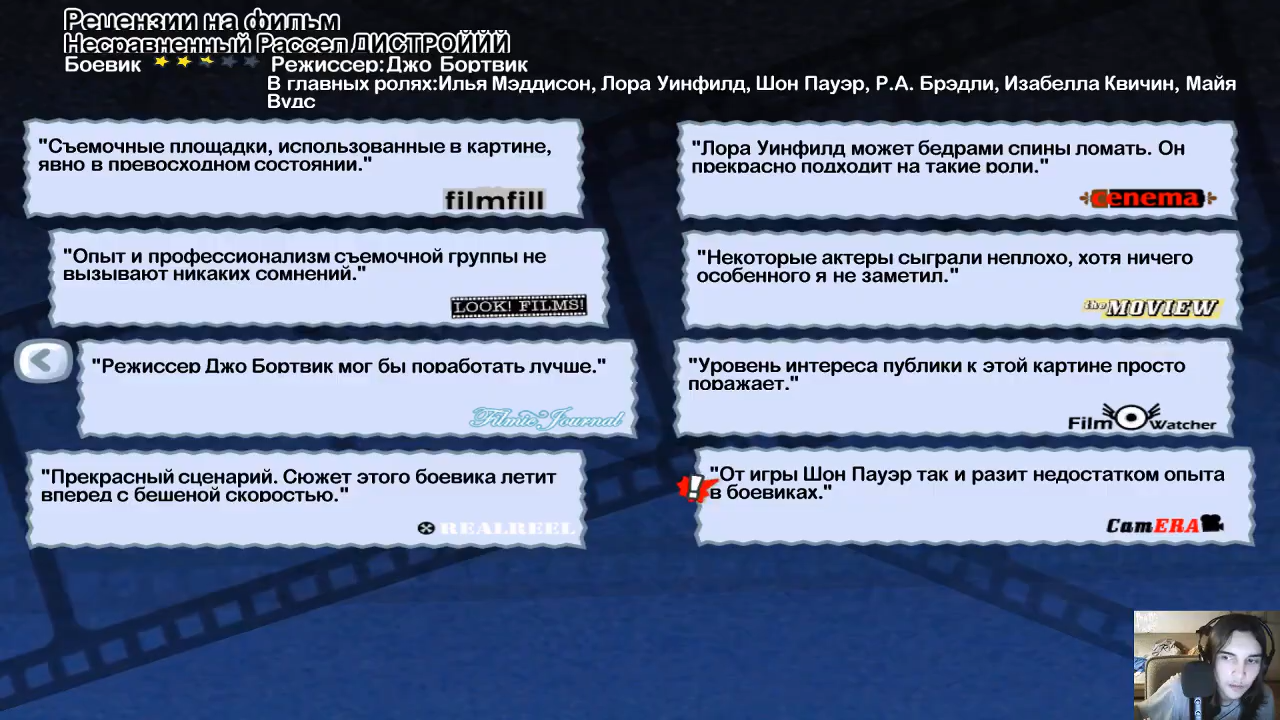 Рецензии на фильм
Несравненный Рассел ДИСТРОЙЙЙ
Боевик Режиссер:Джо Бортвик
В главных ролях:Илья Мэддисон, Лора Уинфилд, Шон Пауэр, Р.А. Брэдли, Изабелла Квичин, Майя
Вудс
"Съемочные площадки, использованные в картине,
явно в превосходном состоянии."
filmfill
"Опыт и профессионализм съемочной группы не
вызывают никаких сомнений."
LOOK! FILMS!
"Режиссер Джо Бортвик мог бы поработать лучше."
Filmic Journal
"Прекрасный сценарий. Сюжет этого боевика летит
вперед с бешеной скоростью."
REALREEL
"Лора Уинфилд может бедрами спины ломать. Он
прекрасно подходит на такие роли."
cenema
"Некоторые актеры сыграли неплохо, хотя ничего
особенного я не заметил."
the MOVIEW
"Уровень интереса публики к этой картине просто
поражает."
Film Watcher
"От игры Шон Пауэр так и разит недостатком опыта
в боевиках."
CamERA